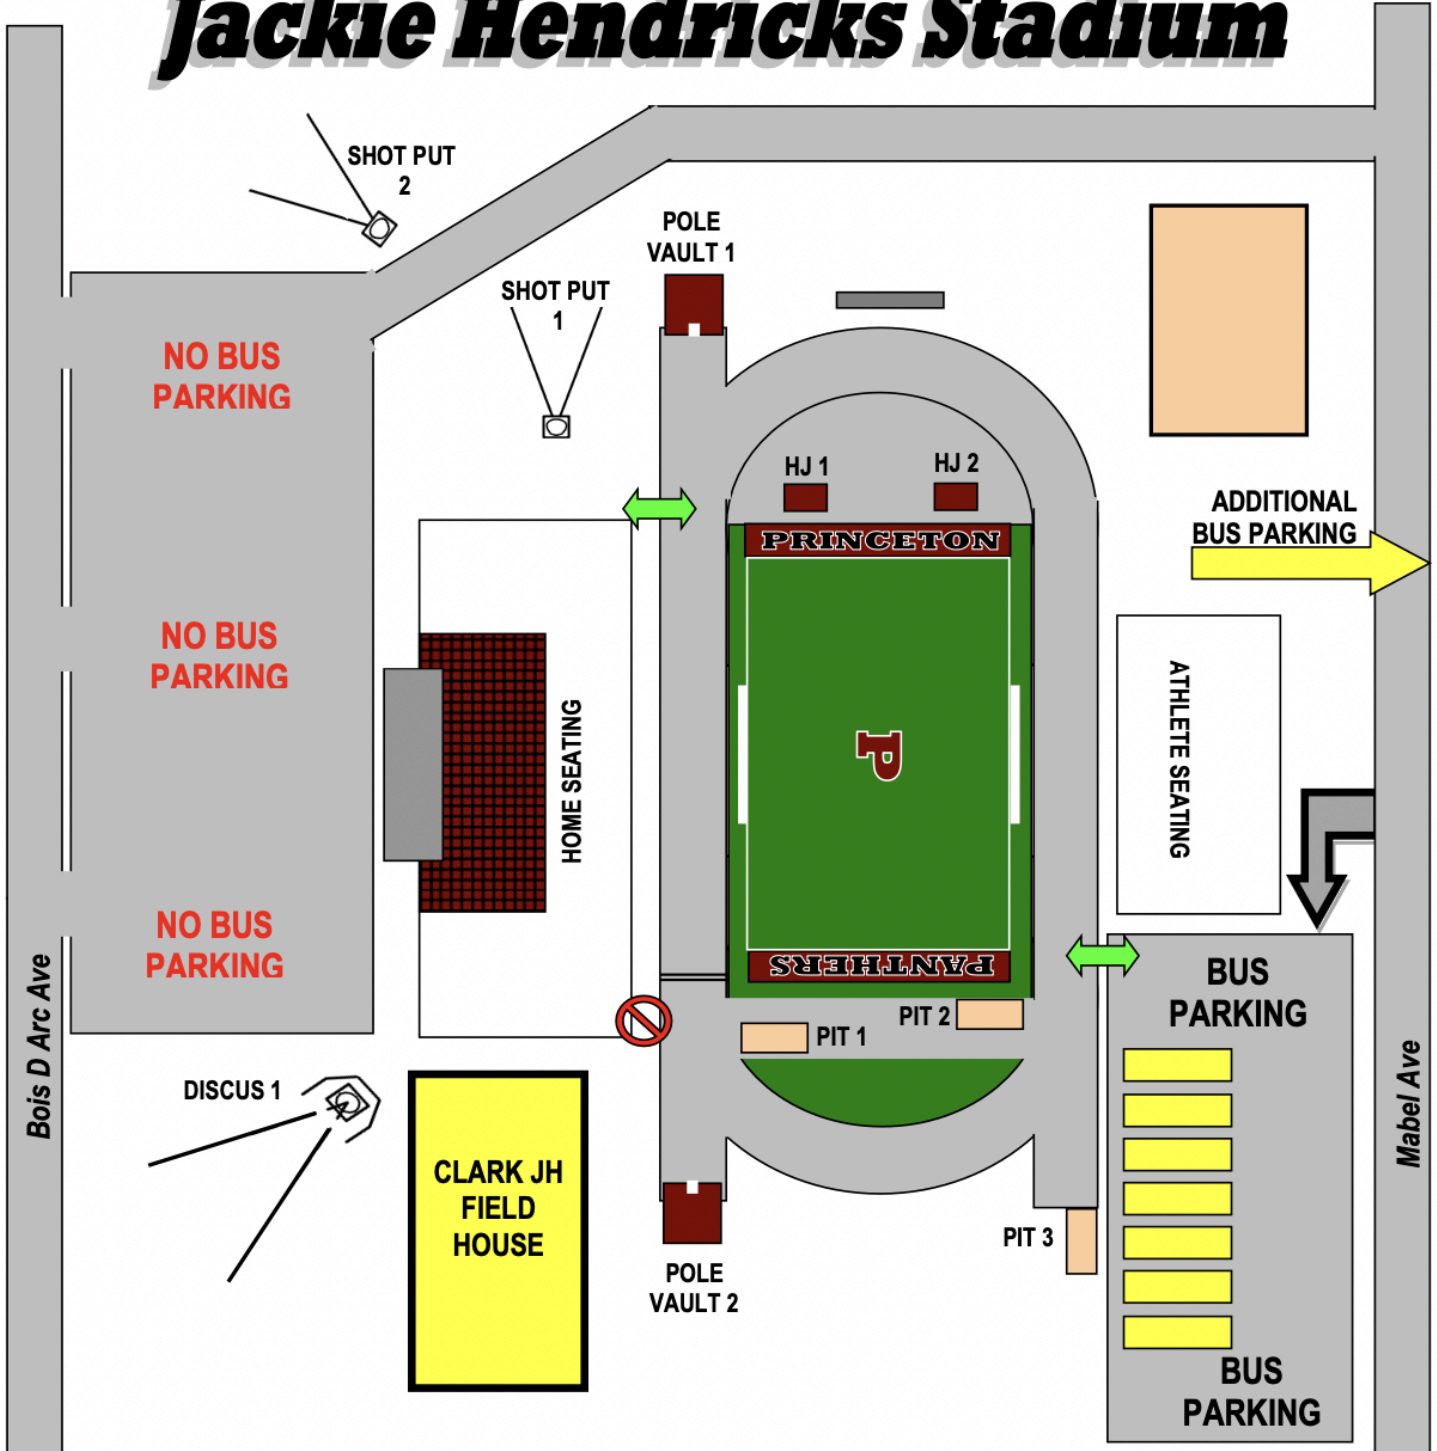 Jackie Hendricks Stadium
SHOT PUT
2
POLE
VAULT 1
SHOT PUT
1
NO BUS
PARKING
HJ 1
HJ 2
ADDITIONAL
BUS PARKING
PRINCETON
NO BUS
PARKING
HOME SEATING
P
ATHLETE SEATING
NO BUS
PARKING
PANTHERS
BUS
PARKING
PIT 2
PIT 1
Bois D Arc Ave
Mabel Ave
DISCUS 1
CLARK JH
FIELD
HOUSE
PIT 3
POLE
VAULT 2
BUS
PARKING